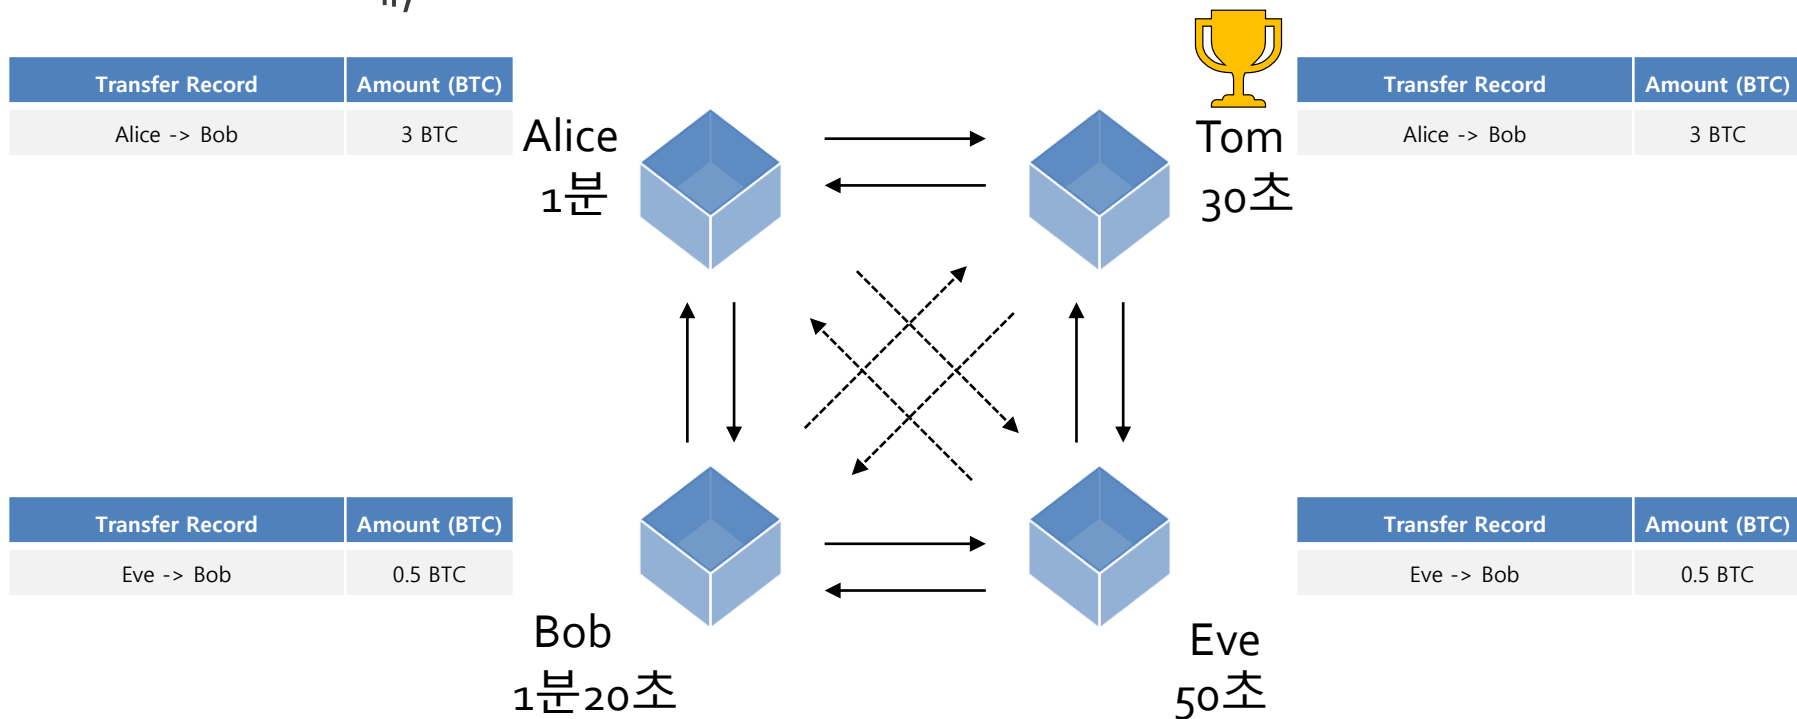 Transfer Record Amount (BTC)
Alice -> Bob 3 BTC
Alice
1분
Tom
30초
Transfer Record Amount (BTC)
Alice -> Bob 3 BTC
Transfer Record Amount (BTC)
Eve -> Bob 0.5 BTC
Bob
1분20초
Eve
50초
Transfer Record Amount (BTC)
Eve -> Bob 0.5 BTC